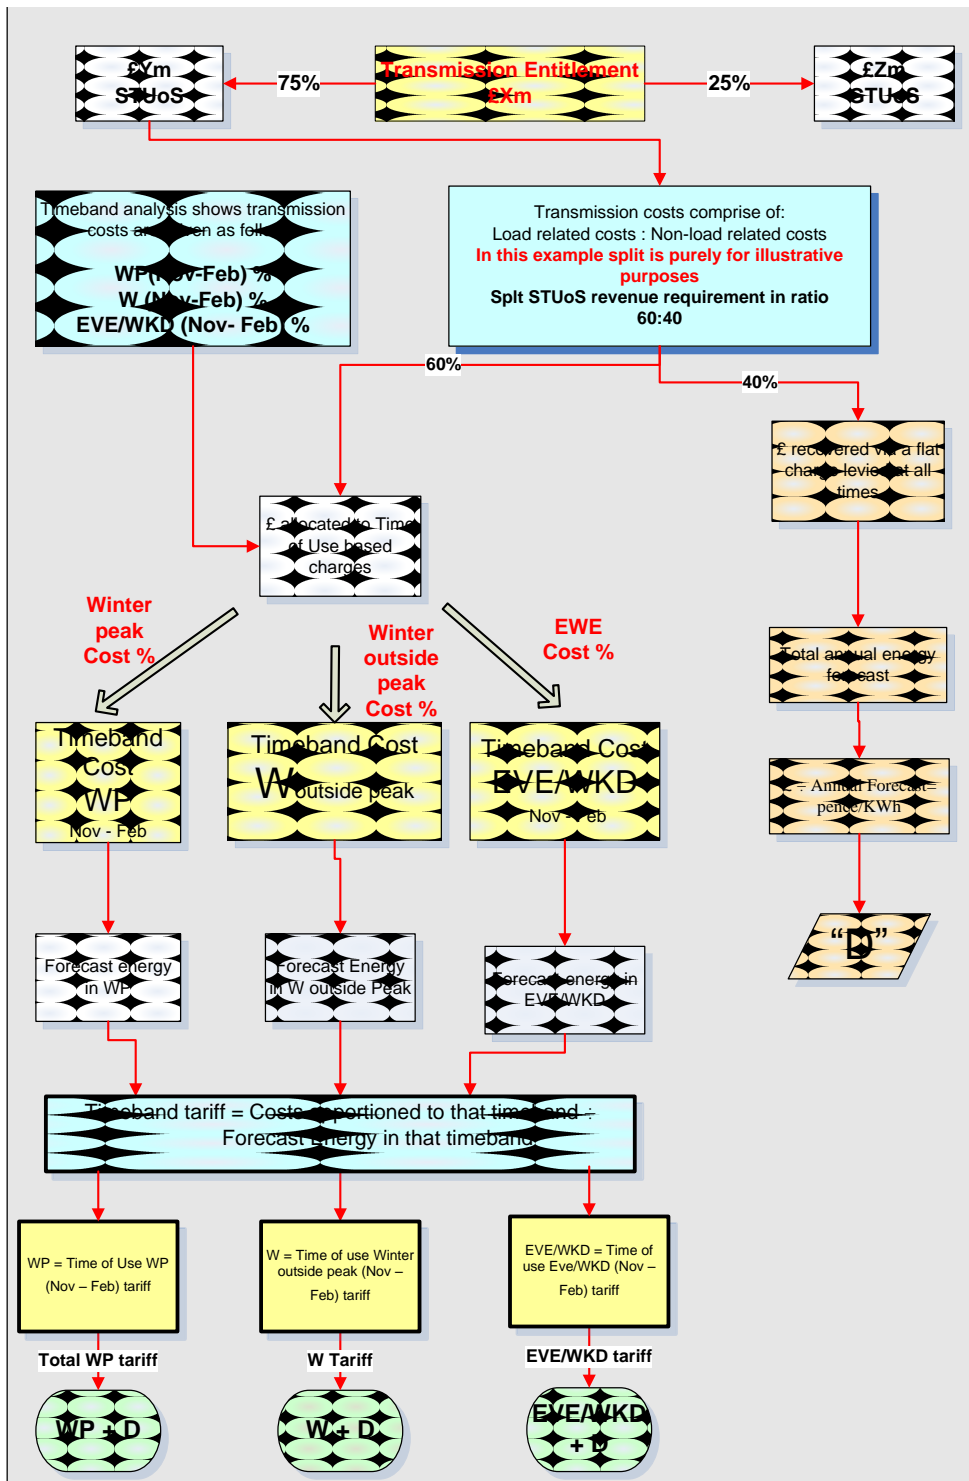 £Ym
STUoS
75%
Transmission Entitlement
£Xm
25%
£Zm
GTUoS
Timeband analysis shows transmission
costs are given as follows
WP(Nov-Feb) %
W (Nov-Feb) %
EVE/WKD (Nov- Feb) %
Transmission costs comprise of:
Load related costs : Non-load related costs
In this example split is purely for illustrative
purposes
Splt STUoS revenue requirement in ratio
60:40
60%
40%
£ recovered via a flat
charge levied at all
times
£ allocated to Time
of Use based
charges
Winter
peak
Cost %
Winter
outside
peak
Cost %
EWE
Cost %
Total annual energy
forecast
Timeband
Cost
WP
Nov - Feb
Timeband Cost
W outside peak
Timeband Cost
EVE/WKD
Nov - Feb
£ ÷ Annual Forecast=
pence/KWh
“D”
Forecast energy
in WP
Forecast Energy
in W outside Peak
Forecast energy in
EVE/WKD
Timeband tariff = Costs apportioned to that timeband ÷
Forecast Energy in that timeband
WP = Time of Use WP
(Nov – Feb) tariff
W = Time of use Winter
outside peak (Nov –
Feb) tariff
EVE/WKD = Time of
use Eve/WKD (Nov –
Feb) tariff
Total WP tariff
W Tariff
EVE/WKD tariff
WP + D
W + D
EVE/WKD
+ D